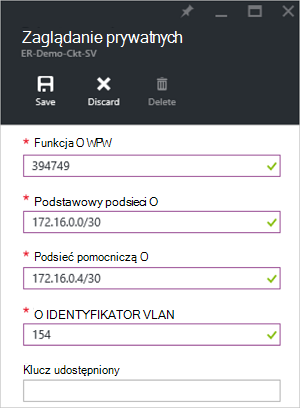 Zaglądanie prywatnych
ER-Demo-Ckt-SV
Save Discard Delete
* Funkcja O WPW
394749
* Podstawowy podsieci O
172.16.0.0/30
* Podsieć pomocniczą O
172.16.0.4/30
* O IDENTYFIKATOR VLAN
154
Klucz udostępniony